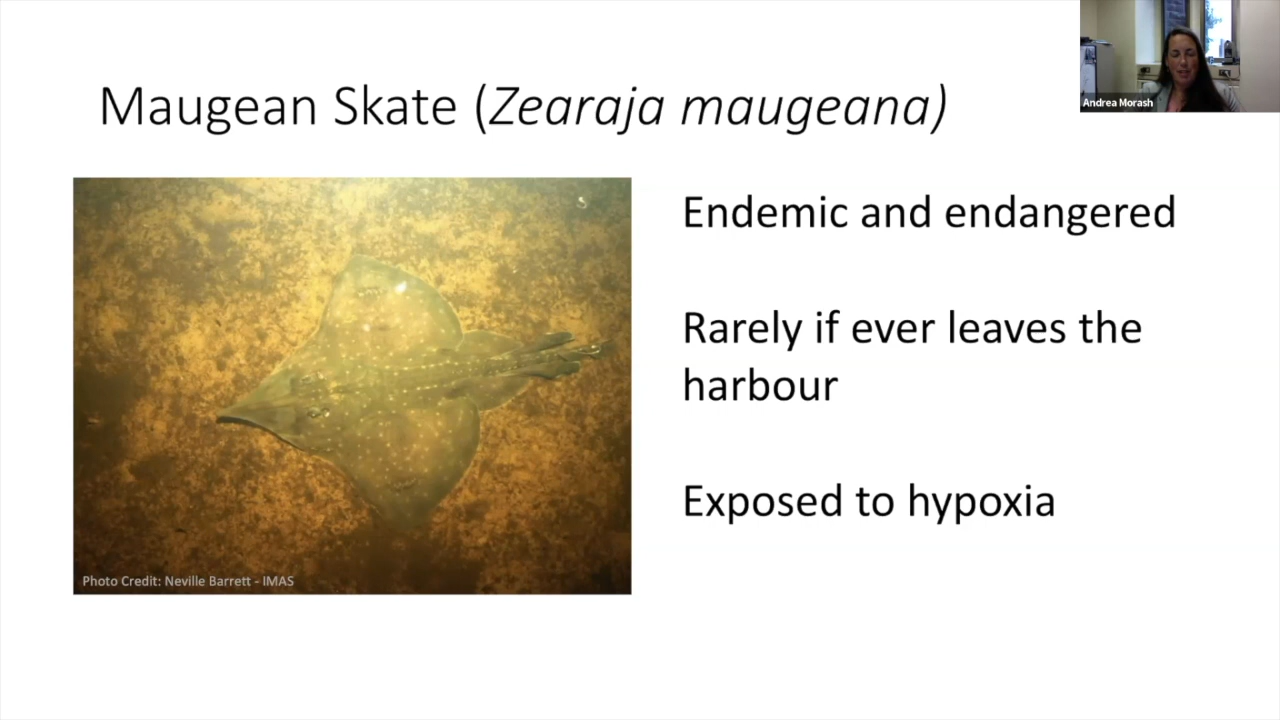 Andrea Morash
Maugean Skate (Zearaja maugeana)
Endemic and endangered
Rarely if ever leaves the
harbour
Exposed to hypoxia
Photo Credit: Neville Barrett - IMAS